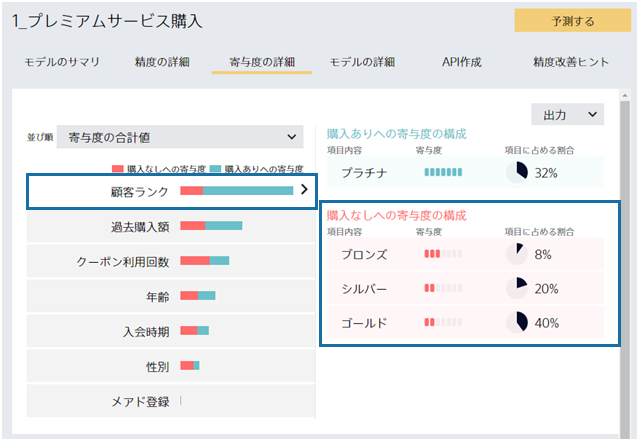 1_プレミアムサービス購入
予測する
モデルのサマリ 精度の詳細 寄与度の詳細 モデルの詳細 API作成 精度改善ヒント
出力
並び順 寄与度の合計値
購入なしへの寄与度 購入ありへの寄与度
顧客ランク
過去購入額
クーポン利用回数
年齢
入会時期
性別
メアド登録
購入ありへの寄与度の構成
項目内容 寄与度 項目に占める割合
プラチナ 32%
購入なしへの寄与度の構成
項目内容 寄与度 項目に占める割合
ブロンズ 8%
シルバー 20%
ゴールド 40%